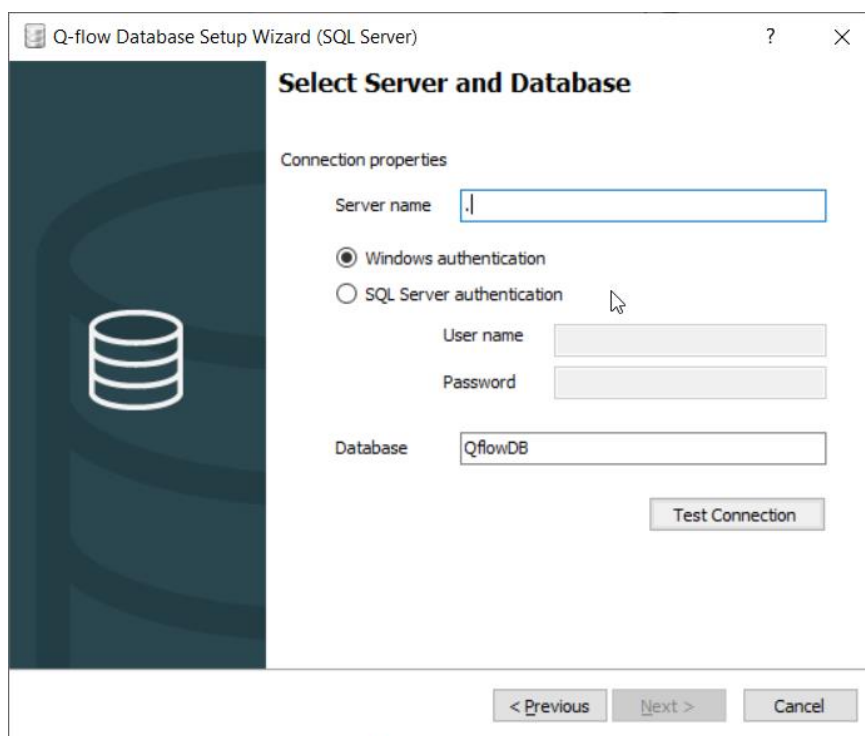 Q-flow Database Setup Wizard (SQL Server) ?
Select Server and Database
Connection properties
Server name .
Windows authentication
SQL Server authentication
User name
Password
Database QflowDB
Test Connection
< Previous Next > Cancel